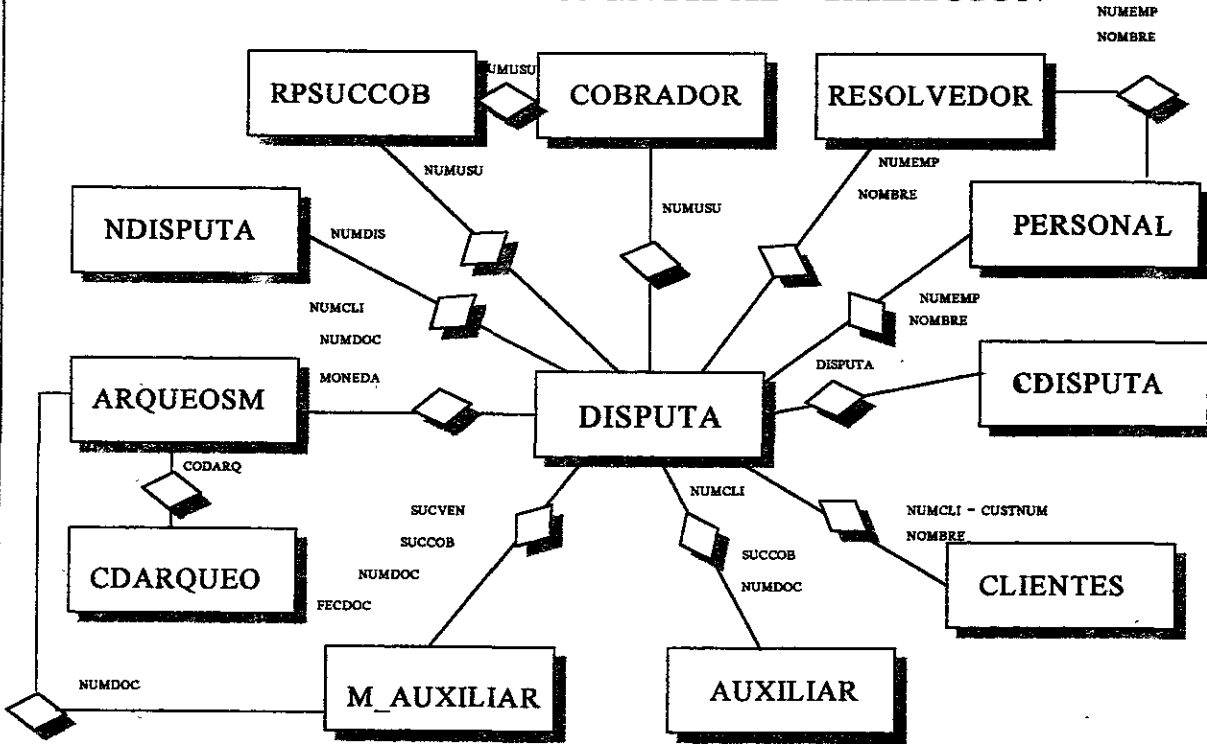 NUMEMP
NOMBRE
RPSUCCOB
UMUSU
COBRADOR
RESOLVEDOR
NUMUSU
NUMEMP
NOMBRE
NUMUSU
NDISPUTA
NUMDIS
PERSONAL
NUMCLI
NUMDOC
MONEDA
NUMEMP
NOMBRE
DISPUTA
ARQUEOSM
DISPUTA
CDISPUTA
CODARQ
NUMCLI
SUCVEN
SUCCOB
NUMDOC
FECDOC
NUMCLI - CUSTNUM
NOMBRE
SUCCOB
NUMDOC
CDARQUEO
CLIENTES
NUMDOC
M_AUXILIAR
AUXILIAR